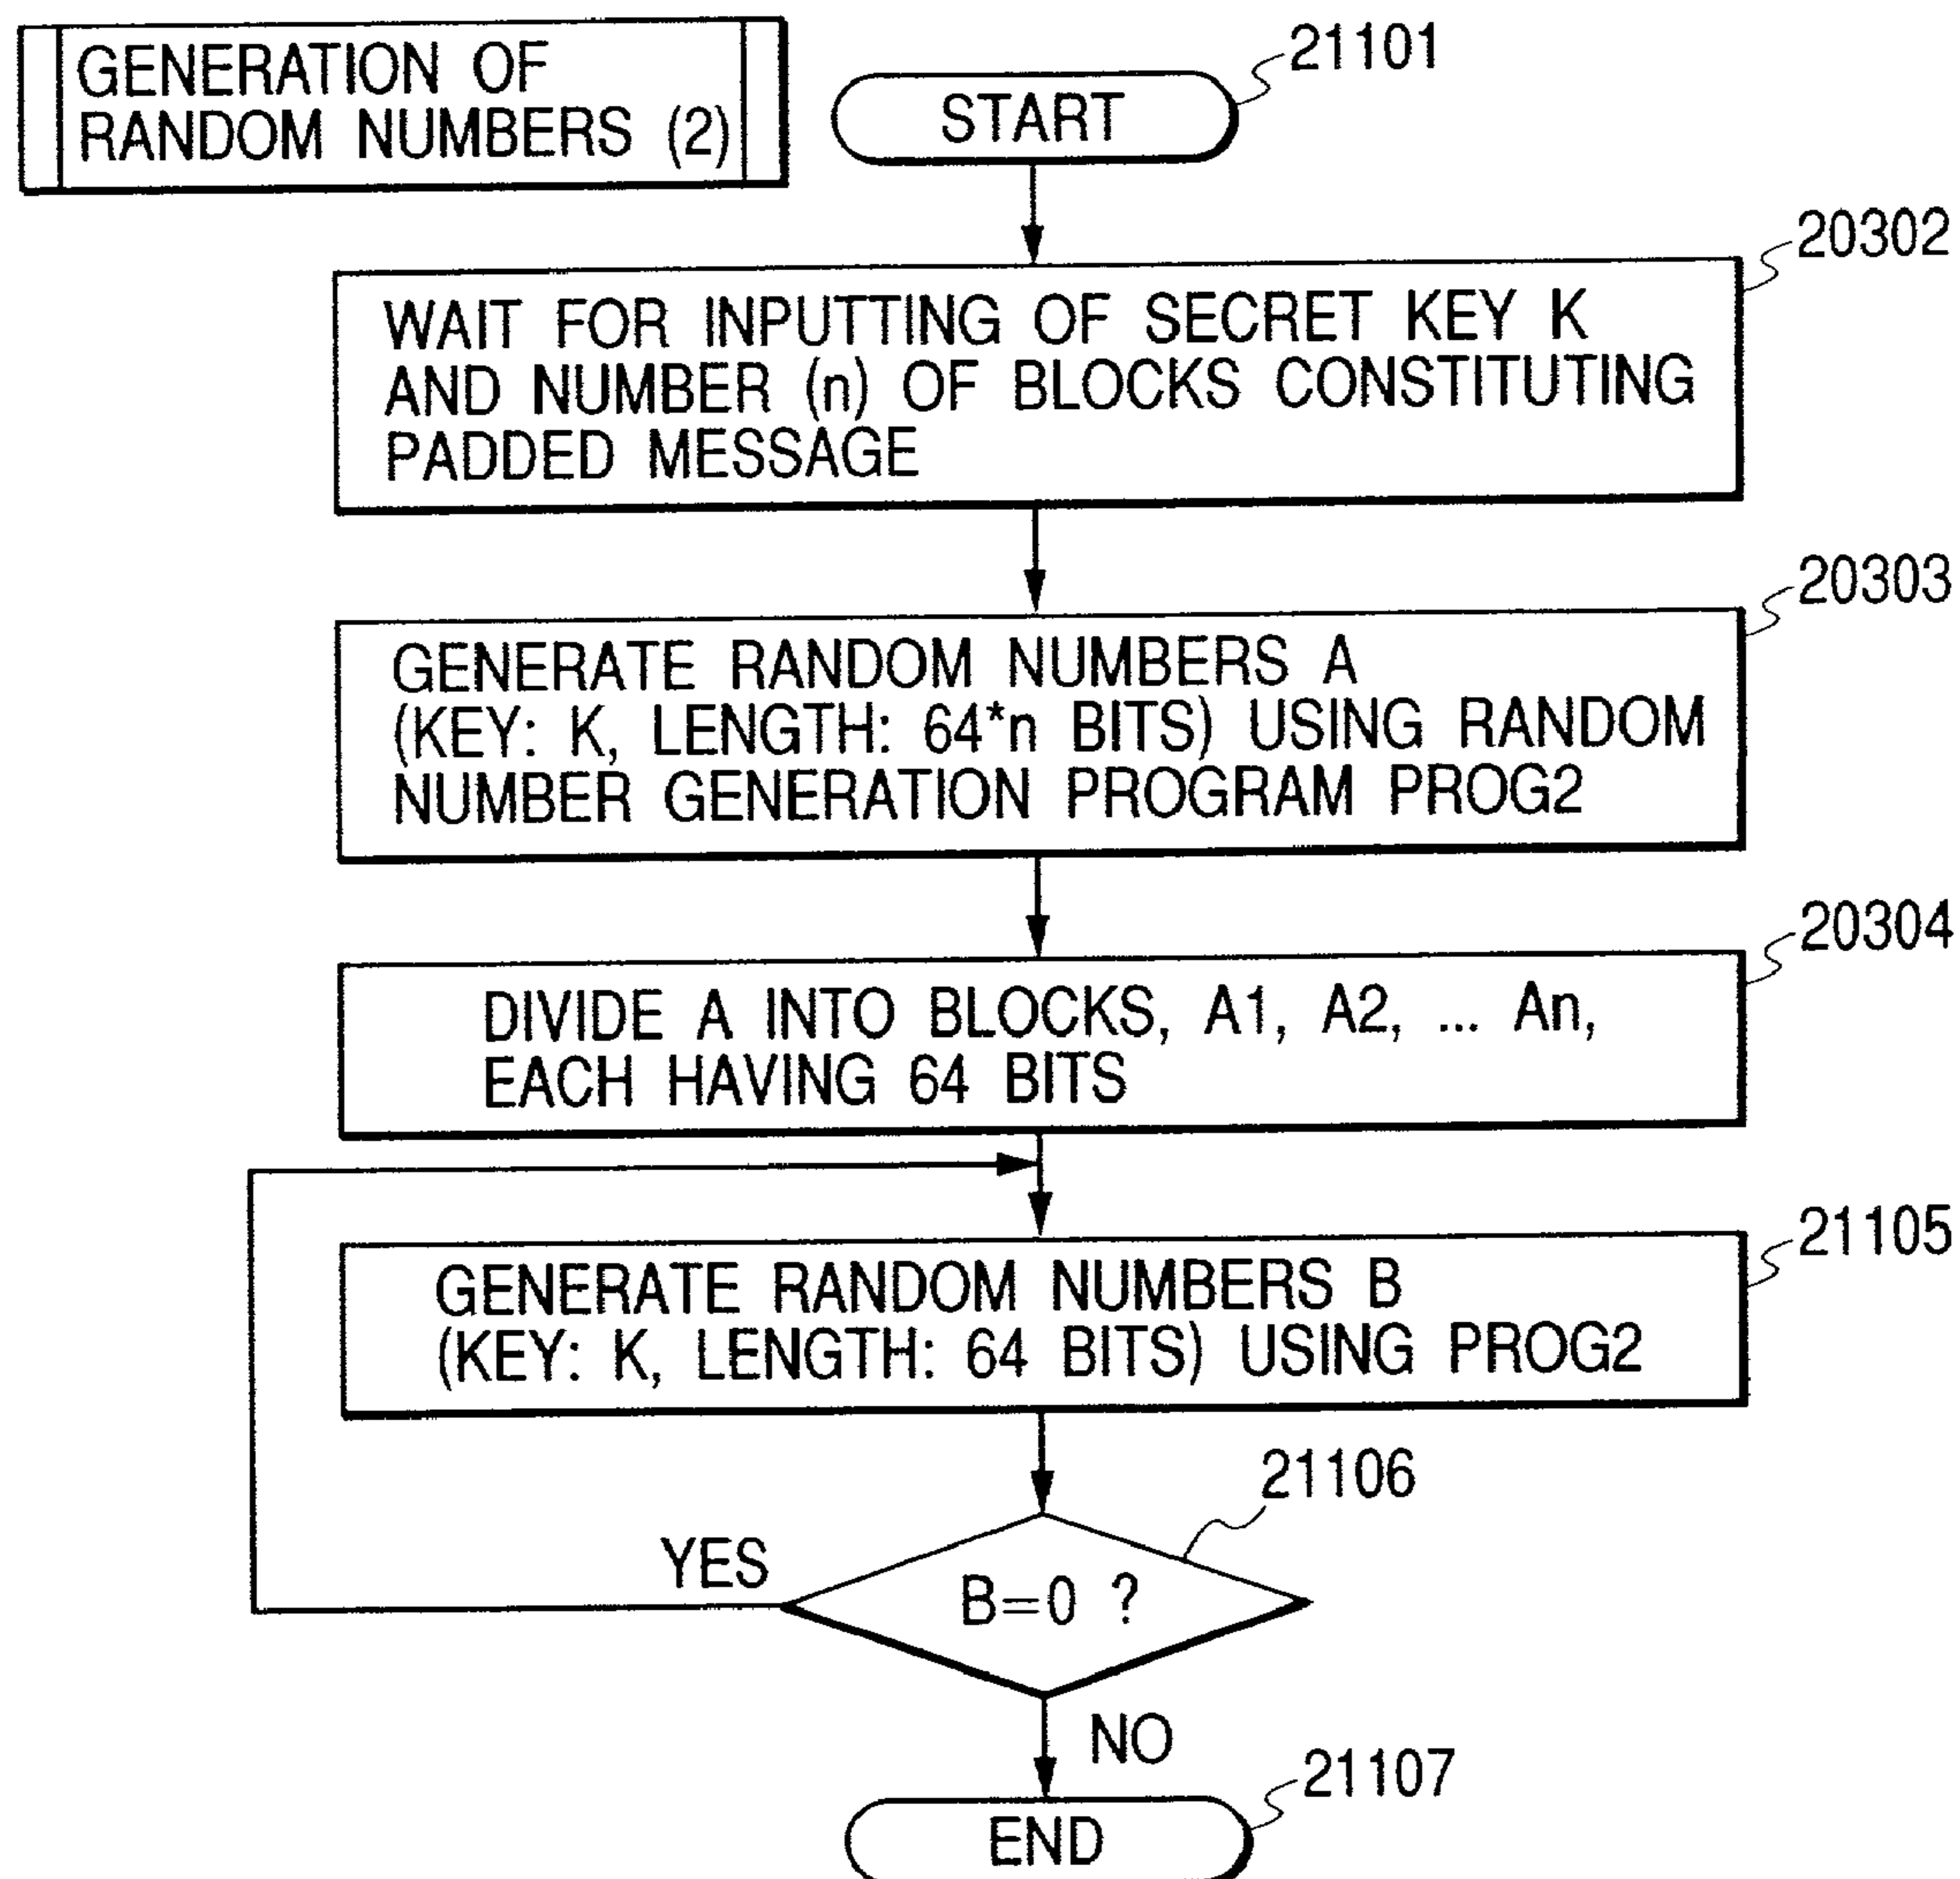 GENERATION OF
RANDOM NUMBERS (2)
START
21101
20302
WAIT FOR INPUTTING OF SECRET KEY K
AND NUMBER (n) OF BLOCKS CONSTITUTING
PADDED MESSAGE
20303
GENERATE RANDOM NUMBERS A
(KEY: K, LENGTH: 64*n BITS) USING RANDOM
NUMBER GENERATION PROGRAM PROG2
20304
DIVIDE A INTO BLOCKS, A1, A2, ... An,
EACH HAVING 64 BITS
21105
GENERATE RANDOM NUMBERS B
(KEY: K, LENGTH: 64 BITS) USING PROG2
21106
YES
B=0 ?
NO
21107
END